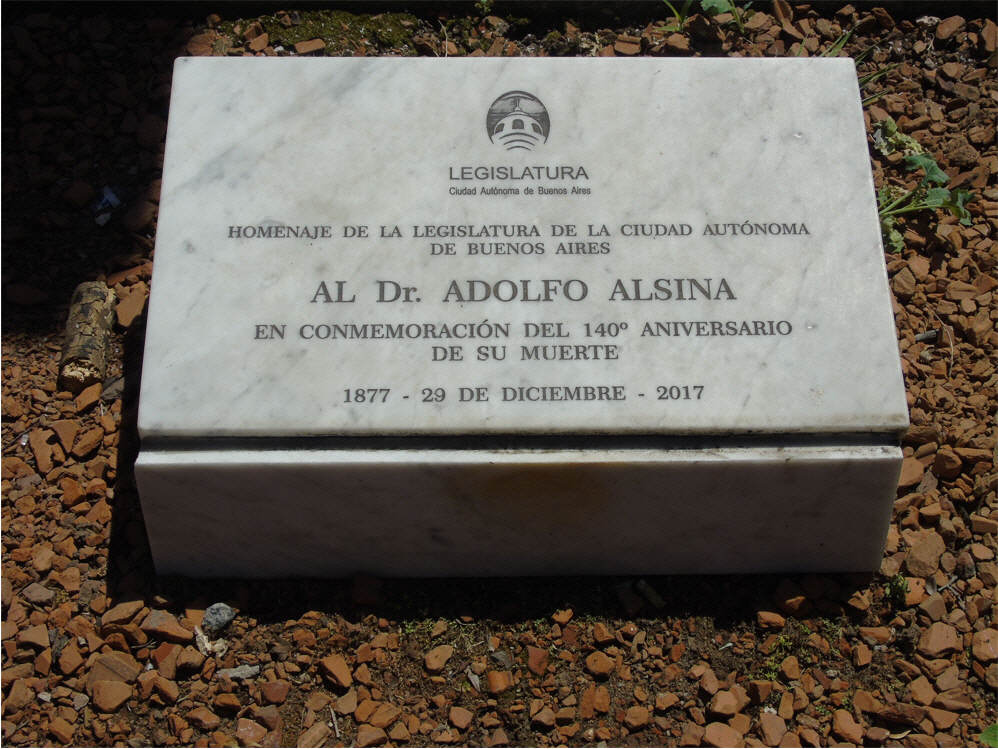 LEGISLATURA
Ciudad Autónoma de Buenos Aires
HOMENAJE DE LA LEGISLATURA DE LA CIUDAD AUTÓNOMA
DE BUENOS AIRES
AL Dr. ADOLFO ALSINA
EN CONMEMORACIÓN DEL 140º ANIVERSARIO
DE SU MUERTE
1877 - 29 DE DICIEMBRE - 2017